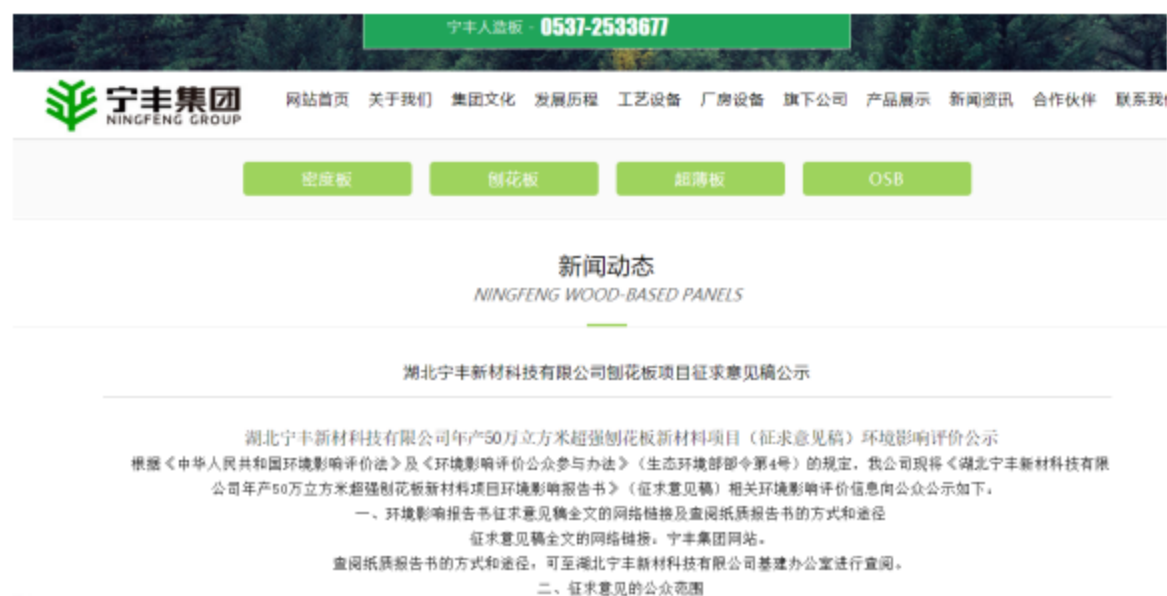 宁丰人造板 - 0537-2533677
宁丰集团
NINGFENG GROUP
网站首页 关于我们 集团文化 发展历程 工艺设备 厂房设备 旗下公司 产品展示 新闻资讯 合作伙伴 联系我们
密度板 刨花板 超薄板 OSB
新闻动态
NINGFENG WOOD-BASED PANELS
湖北宁丰新材料科技有限公司刨花板项目征求意见稿公示
湖北宁丰新材料科技有限公司年产50万立方米超强刨花板新材料项目（征求意见稿）环境影响评价公示
根据《中华人民共和国环境影响评价法》及《环境影响评价公众参与办法》（生态环境部部令第4号）的规定，我公司现将《湖北宁丰新材科技有限
公司年产50万立方米超强刨花板新材料项目环境影响报告书》（征求意见稿）相关环境影响评价信息向公众公示如下：
一、环境影响报告书征求意见稿全文的网络链接及查阅纸质报告书的方式和途径
征求意见稿全文的网络链接：宁丰集团网站。
查阅纸质报告书的方式和途径：可至湖北宁丰新材料科技有限公司基建办公室进行查阅。
二、征求意见的公众范围